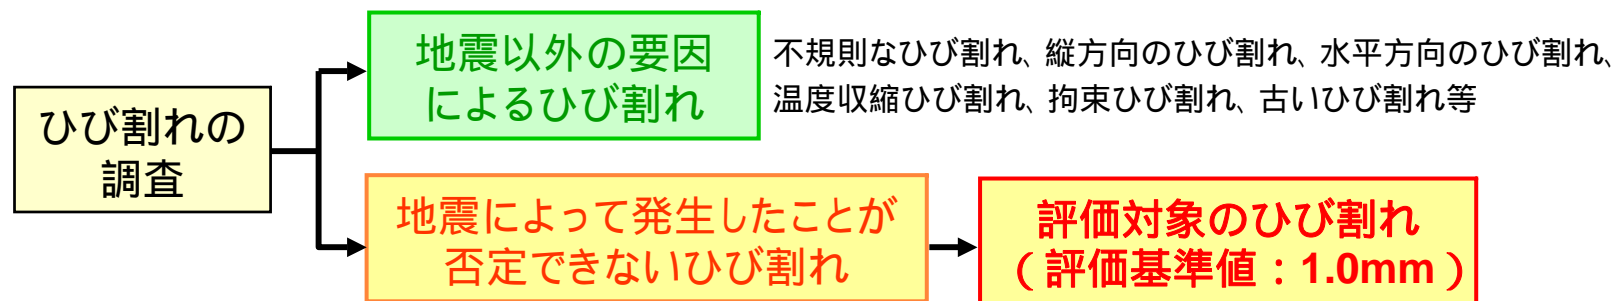 ひび割れの
調査
地震以外の要因
によるひび割れ
不規則なひび割れ、縦方向のひび割れ、水平方向のひび割れ、
温度収縮ひび割れ、拘束ひび割れ、古いひび割れ等
地震によって発生したことが
否定できないひび割れ
評価対象のひび割れ
（評価基準値：1.0mm）